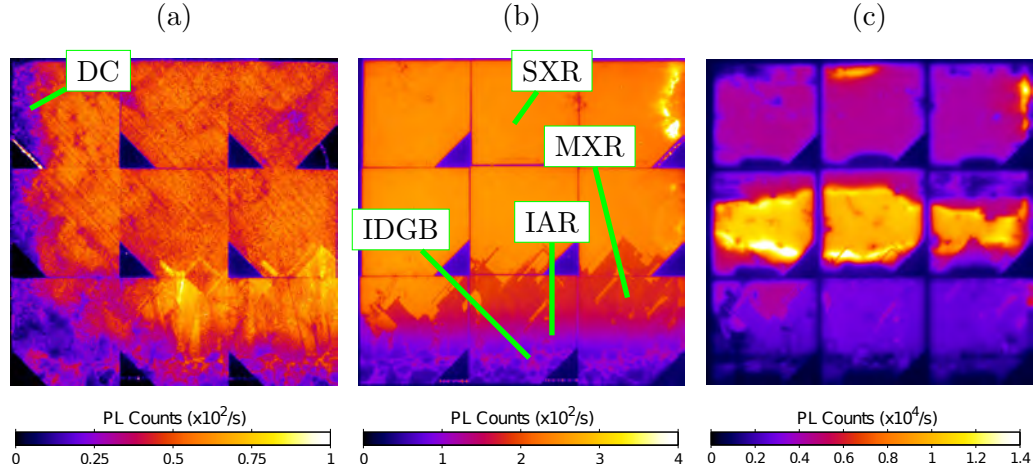 (a)
(b)
(c)
DC
SXR
MXR
IDGB
IAR
PL Counts (x10²/s)
0 0.25 0.5 0.75 1
PL Counts (x10²/s)
0 1 2 3 4
PL Counts (x10⁴/s)
0 0.2 0.4 0.6 0.8 1 1.2 1.4